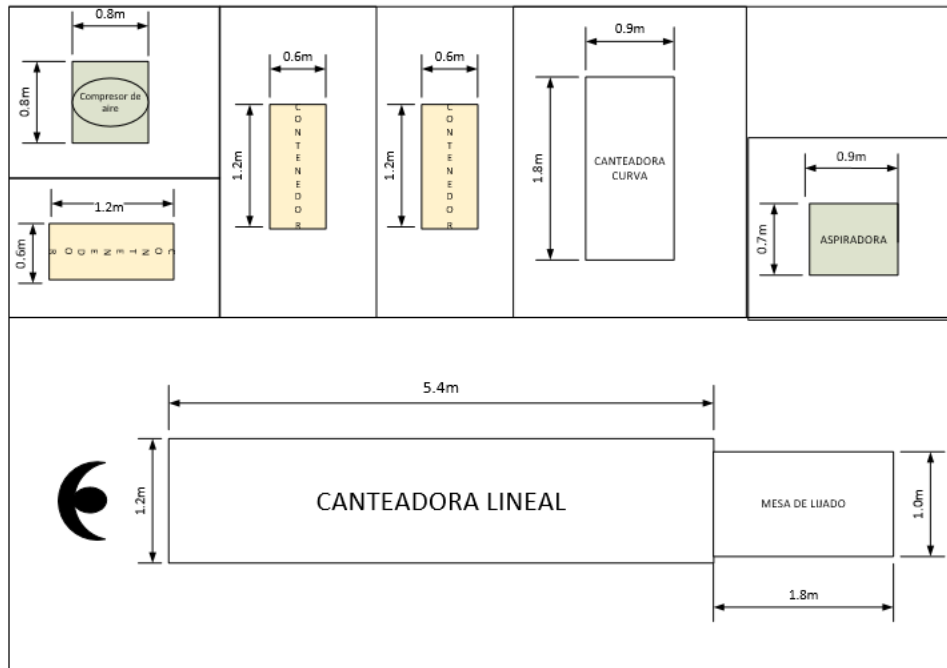 0.8m
0.8m
Compresor de
aire
0.6m
1.2m
CONTENEDOR
0.6m
1.2m
CONTENEDOR
0.9m
1.8m
CANTEADORA
CURVA
0.9m
0.7m
ASPIRADORA
1.2m
0.6m
CONTENEDOR
5.4m
1.2m
CANTEADORA LINEAL
MESA DE LIJADO
1.0m
1.8m